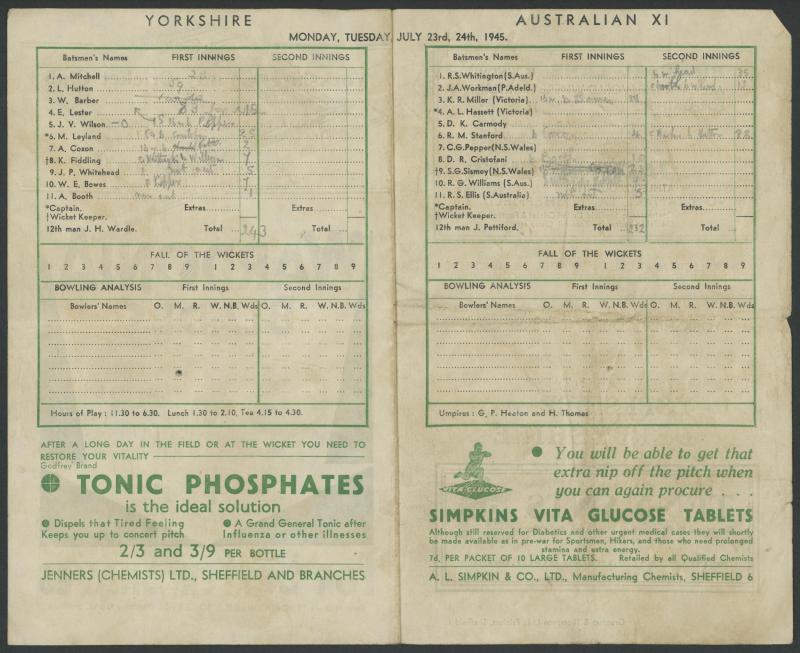 YORKSHIRE
AUSTRALIAN XI
MONDAY, TUESDAY, JULY 23rd, 24th, 1945.
Batsmen's Names FIRST INNINGS SECOND INNINGS
1. A. Mitchell
2. L. Hutton
3. W. Barber
4. E. Lester
5. J. V. Wilson
*6. M. Leyland
7. A. Coxon
†8. K. Fiddling
9. J. P. Whitehead
10. W. E. Bowes
11. A. Booth
*Captain. Extras Extras
†Wicket Keeper.
12th man J. H. Wardle. Total ... 243 Total ...
FALL OF THE WICKETS
1 2 3 4 5 6 7 8 9 1 2 3 4 5 6 7 8 9
BOWLING ANALYSIS First Innings Second Innings
Bowlers' Names O. M. R. W. N.B. Wds O. M. R. W. N.B. Wds
Hours of Play : 11.30 to 6.30. Lunch 1.30 to 2.10. Tea 4.15 to 4.30.
AFTER A LONG DAY IN THE FIELD OR AT THE WICKET YOU NEED TO
RESTORE YOUR VITALITY
Godfrey Brand
TONIC PHOSPHATES
is the ideal solution
Dispels that Tired Feeling
Keeps you up to concert pitch
A Grand General Tonic after
Influenza or other illnesses
2/3 and 3/9 PER BOTTLE
JENNERS (CHEMISTS) LTD., SHEFFIELD AND BRANCHES
Batsmen's Names FIRST INNINGS SECOND INNINGS
1. R.S.Whitington (S.Aus.)
2. J.A.Workman (P.Adeld.)
3. K. R. Miller (Victoria)
*4. A. L. Hassett (Victoria)
5. D. K. Carmody
6. R. M. Stanford
7. C.G.Pepper (N.S.Wales)
8. D. R. Cristofani
†9. S.G.Sismey (N.S.Wales)
10. R. G. Williams (S.Aus.)
11. R.S. Ellis (S.Australia)
*Captain. Extras Extras
†Wicket Keeper.
12th man J. Pettiford. Total ... 232 Total ...
FALL OF THE WICKETS
1 2 3 4 5 6 7 8 9 1 2 3 4 5 6 7 8 9
BOWLING ANALYSIS First Innings Second Innings
Bowlers' Names O. M. R. W. N.B. Wds O. M. R. W. N.B. Wds
Umpires : G. P. Heaton and H. Thomas
You will be able to get that
extra nip off the pitch when
you can again procure . . .
VITA GLUCOSE
SIMPKINS VITA GLUCOSE TABLETS
Although still reserved for Diabetics and other urgent medical cases they will shortly
be made available as in pre-war for Sportsmen, Hikers, and those who need prolonged
stamina and extra energy.
7d. PER PACKET OF 10 LARGE TABLETS. Retailed by all Qualified Chemists
A. L. SIMPKIN & CO., LTD., Manufacturing Chemists, SHEFFIELD 6